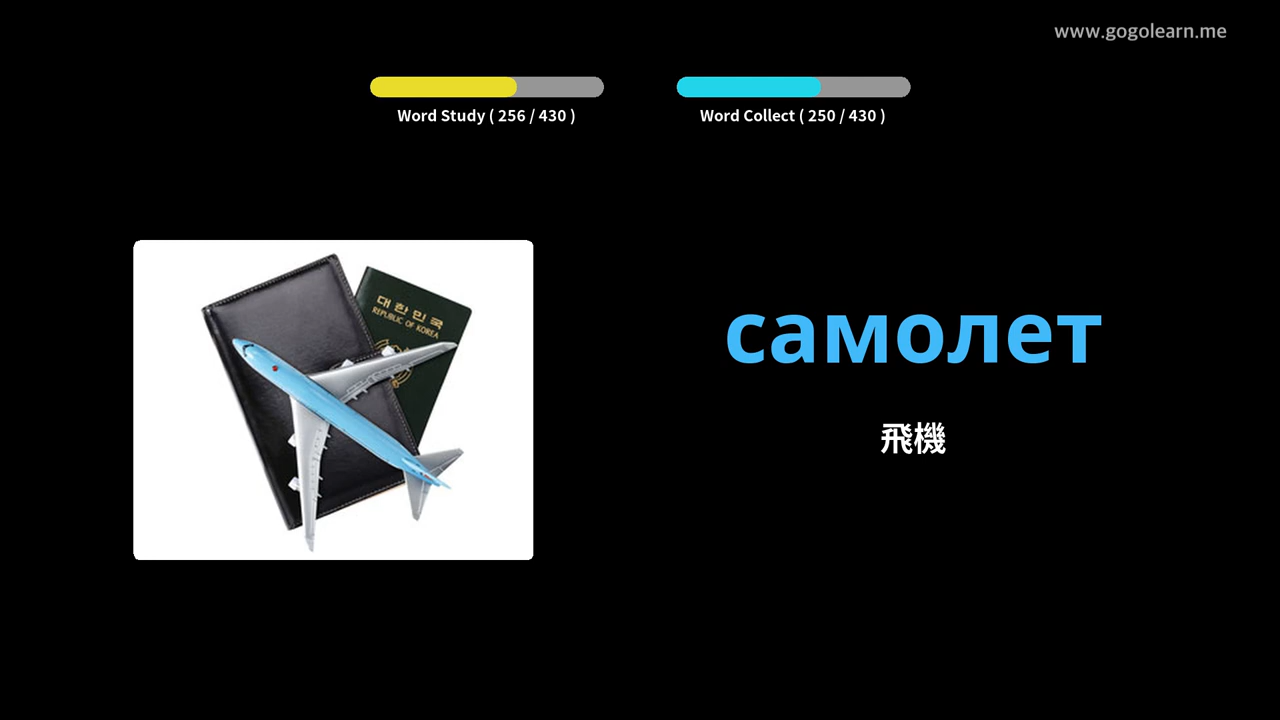 www.gogolearn.me
Word Study ( 256 / 430 )
Word Collect ( 250 / 430 )
대한민국
REPUBLIC OF KOREA
самолет
飛機